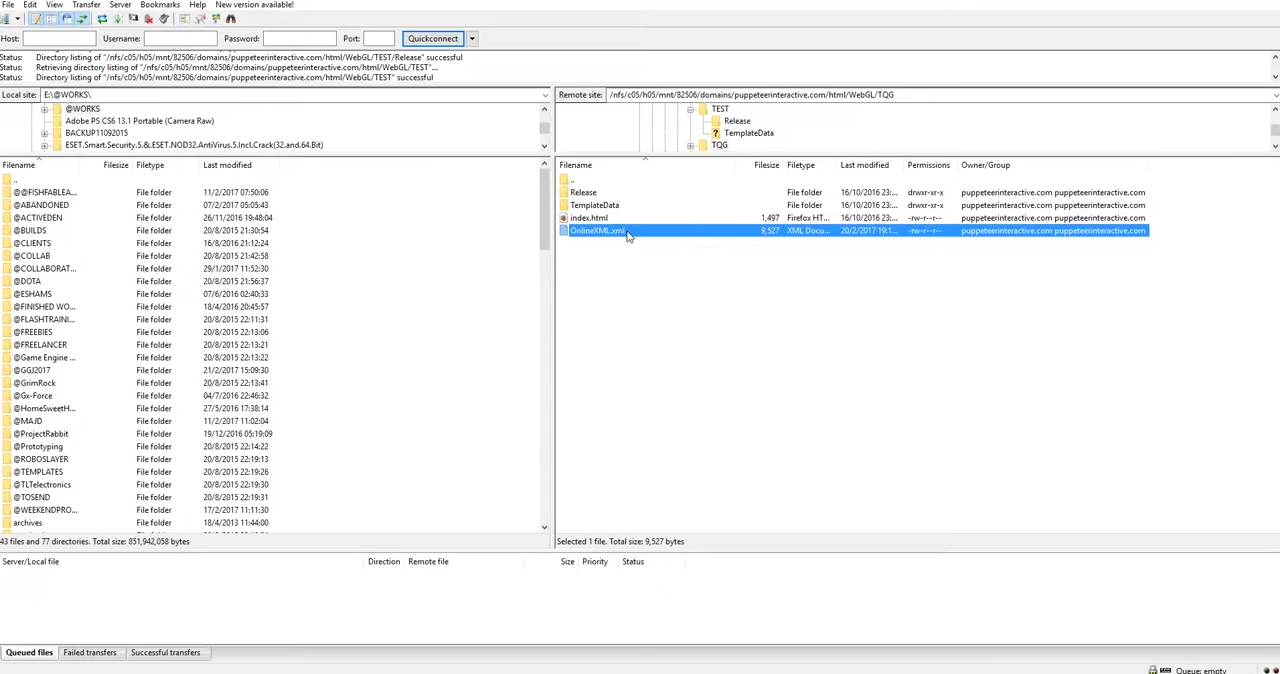 File Edit View Transfer Server Bookmarks Help New version available!
Host: Username: Password: Port: Quickconnect
Status: Directory listing of "/nfs/c05/h05/mnt/82506/domains/puppeteerinteractive.com/html/WebGL/TEST/Release" successful
Status: Retrieving directory listing of "/nfs/c05/h05/mnt/82506/domains/puppeteerinteractive.com/html/WebGL/TEST"...
Status: Directory listing of "/nfs/c05/h05/mnt/82506/domains/puppeteerinteractive.com/html/WebGL/TEST" successful
Local site: E:\@WORKS\
@WORKS
Adobe PS CS6 13.1 Portable (Camera Raw)
BACKUP11092015
ESET.Smart.Security.5.&.ESET.NOD32.AntiVirus.5.Incl.Crack(32.and.64.Bit)
Filename Filesize Filetype Last modified
..
@@FISHFABLEA... File folder 11/2/2017 07:50:06
@ABANDONED File folder 07/2/2017 05:05:43
@ACTIVEDEN File folder 26/11/2016 19:48:04
@BUILDS File folder 20/8/2015 21:30:54
@CLIENTS File folder 16/8/2016 21:12:24
@COLLAB File folder 20/8/2015 21:42:58
@COLLABORAT... File folder 29/1/2017 11:52:30
@DOTA File folder 20/8/2015 21:56:37
@ESHAMS File folder 07/6/2016 02:40:33
@FINISHED WO... File folder 18/4/2016 20:45:57
@FLASHTRAINI... File folder 20/8/2015 22:11:31
@FREEBIES File folder 20/8/2015 22:13:06
@FREELANCER File folder 20/8/2015 22:13:21
@Game Engine ... File folder 20/8/2015 22:13:22
@GGJ2017 File folder 21/2/2017 15:09:30
@GrimRock File folder 20/8/2015 22:13:41
@Gx-Force File folder 04/7/2016 22:46:32
@HomeSweetH... File folder 27/5/2016 17:38:14
@MAJD File folder 11/2/2017 11:02:04
@ProjectRabbit File folder 19/12/2016 05:19:09
@Prototyping File folder 20/8/2015 22:14:22
@ROBOSLAYER File folder 20/8/2015 22:19:13
@TEMPLATES File folder 20/8/2015 22:19:26
@TLTelectronics File folder 20/8/2015 22:19:30
@TOSEND File folder 20/8/2015 22:19:31
@WEEKENDPRO... File folder 17/2/2017 11:11:30
archives File folder 18/4/2013 11:44:00
43 files and 77 directories. Total size: 851,942,058 bytes
Remote site: /nfs/c05/h05/mnt/82506/domains/puppeteerinteractive.com/html/WebGL/TQG
TEST
Release
? TemplateData
TQG
Filename Filesize Filetype Last modified Permissions Owner/Group
..
Release File folder 16/10/2016 23:... drwxr-xr-x puppeteerinteractive.com puppeteerinteractive.com
TemplateData File folder 16/10/2016 23:... drwxr-xr-x puppeteerinteractive.com puppeteerinteractive.com
index.html 1,497 Firefox HT... 16/10/2016 23:... -rw-r--r-- puppeteerinteractive.com puppeteerinteractive.com
OnlineXML.xml 9,527 XML Docu... 20/2/2017 19:1... -rw-r--r-- puppeteerinteractive.com puppeteerinteractive.com
Selected 1 file. Total size: 9,527 bytes
Server/Local file Direction Remote file Size Priority Status
Queued files Failed transfers Successful transfers
Queue: empty